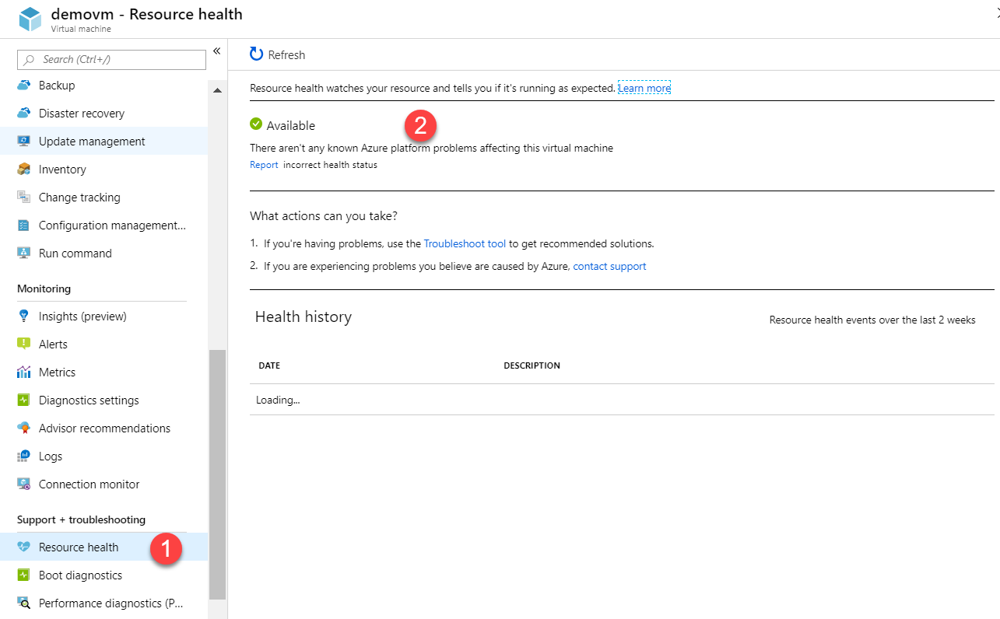 demovm - Resource health
Virtual machine
Search (Ctrl+/)
«
Backup
Disaster recovery
Update management
Inventory
Change tracking
Configuration management...
Run command
Monitoring
Insights (preview)
Alerts
Metrics
Diagnostics settings
Advisor recommendations
Logs
Connection monitor
Support + troubleshooting
Resource health
1
Boot diagnostics
Performance diagnostics (P...
Refresh
Resource health watches your resource and tells you if it's running as expected. Learn more
Available
2
There aren't any known Azure platform problems affecting this virtual machine
Report incorrect health status
What actions can you take?
1. If you're having problems, use the Troubleshoot tool to get recommended solutions.
2. If you are experiencing problems you believe are caused by Azure, contact support
Health history
Resource health events over the last 2 weeks
DATE DESCRIPTION
Loading...